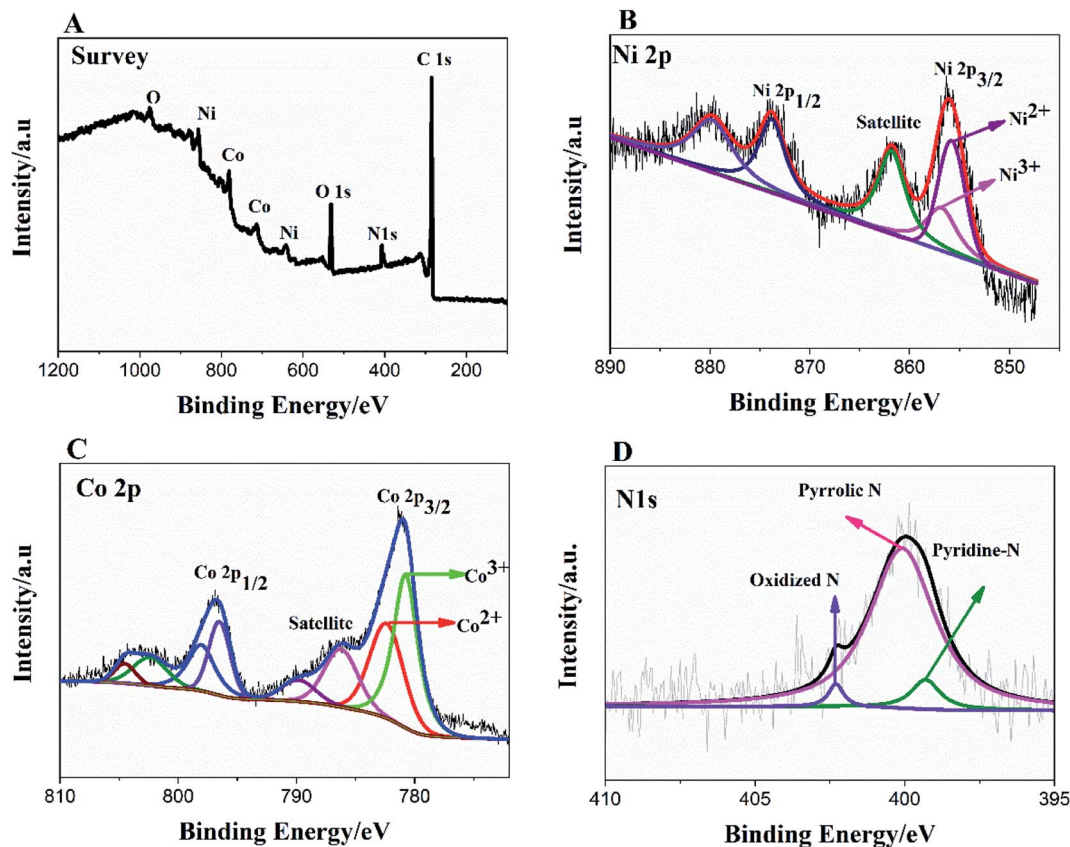 A
Survey
C 1s
O
Ni
Co
O 1s
Co
Ni
N1s
Intensity/a.u
1200 1000 800 600 400 200
Binding Energy/eV
B
Ni 2p
Ni 2p3/2
Ni 2p1/2
Satellite
Ni2+
Ni3+
Intensity/a.u
890 880 870 860 850
Binding Energy/eV
C
Co 2p
Co 2p3/2
Co 2p1/2
Co3+
Satellite
Co2+
Intensity/a.u
810 800 790 780
Binding Energy/eV
D
N1s
Pyrrolic N
Pyridine-N
Oxidized N
Intensity/a.u.
410 405 400 395
Binding Energy/eV